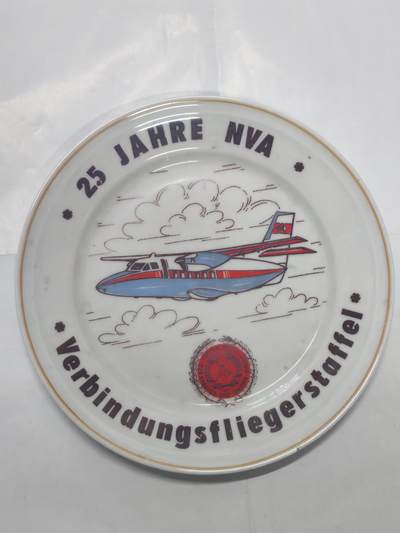 25 JAHRE NVA
Verbindungsfliegerstaffel